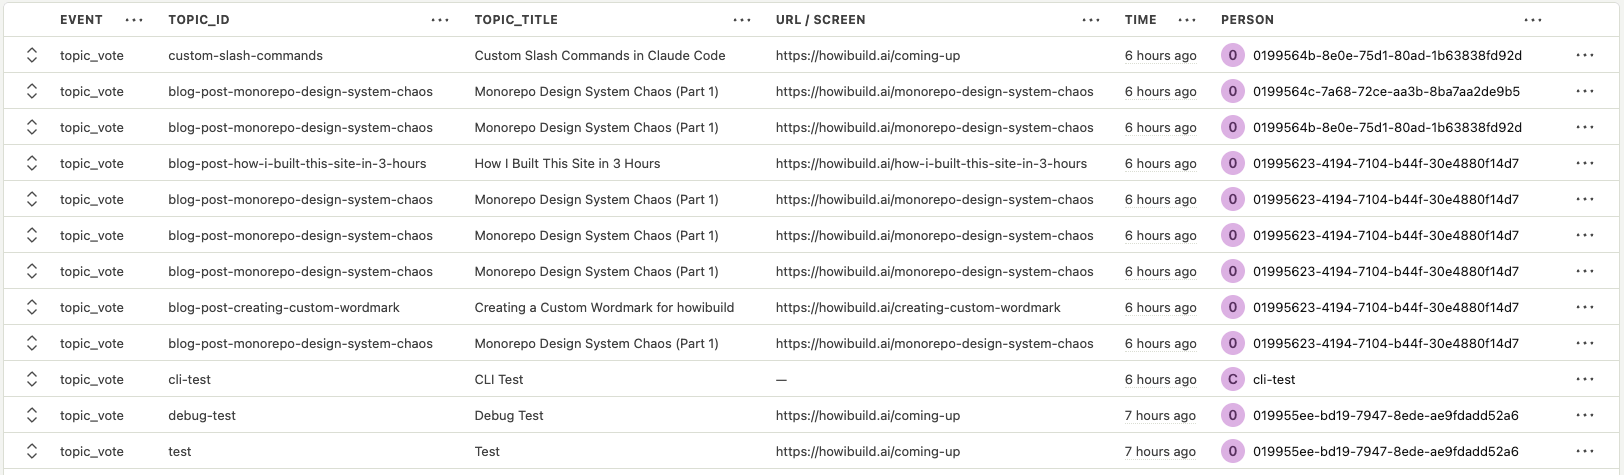 EVENT ••• TOPIC_ID ••• TOPIC_TITLE ••• URL / SCREEN ••• TIME ••• PERSON •••
topic_vote custom-slash-commands Custom Slash Commands in Claude Code https://howibuild.ai/coming-up 6 hours ago 0 0199564b-8e0e-75d1-80ad-1b63838fd92d •••
topic_vote blog-post-monorepo-design-system-chaos Monorepo Design System Chaos (Part 1) https://howibuild.ai/monorepo-design-system-chaos 6 hours ago 0 0199564c-7a68-72ce-aa3b-8ba7aa2de9b5 •••
topic_vote blog-post-monorepo-design-system-chaos Monorepo Design System Chaos (Part 1) https://howibuild.ai/monorepo-design-system-chaos 6 hours ago 0 0199564b-8e0e-75d1-80ad-1b63838fd92d •••
topic_vote blog-post-how-i-built-this-site-in-3-hours How I Built This Site in 3 Hours https://howibuild.ai/how-i-built-this-site-in-3-hours 6 hours ago 0 01995623-4194-7104-b44f-30e4880f14d7 •••
topic_vote blog-post-monorepo-design-system-chaos Monorepo Design System Chaos (Part 1) https://howibuild.ai/monorepo-design-system-chaos 6 hours ago 0 01995623-4194-7104-b44f-30e4880f14d7 •••
topic_vote blog-post-monorepo-design-system-chaos Monorepo Design System Chaos (Part 1) https://howibuild.ai/monorepo-design-system-chaos 6 hours ago 0 01995623-4194-7104-b44f-30e4880f14d7 •••
topic_vote blog-post-monorepo-design-system-chaos Monorepo Design System Chaos (Part 1) https://howibuild.ai/monorepo-design-system-chaos 6 hours ago 0 01995623-4194-7104-b44f-30e4880f14d7 •••
topic_vote blog-post-creating-custom-wordmark Creating a Custom Wordmark for howibuild https://howibuild.ai/creating-custom-wordmark 6 hours ago 0 01995623-4194-7104-b44f-30e4880f14d7 •••
topic_vote blog-post-monorepo-design-system-chaos Monorepo Design System Chaos (Part 1) https://howibuild.ai/monorepo-design-system-chaos 6 hours ago 0 01995623-4194-7104-b44f-30e4880f14d7 •••
topic_vote cli-test CLI Test — 6 hours ago C cli-test •••
topic_vote debug-test Debug Test https://howibuild.ai/coming-up 7 hours ago 0 019955ee-bd19-7947-8ede-ae9fdadd52a6 •••
topic_vote test Test https://howibuild.ai/coming-up 7 hours ago 0 019955ee-bd19-7947-8ede-ae9fdadd52a6 •••